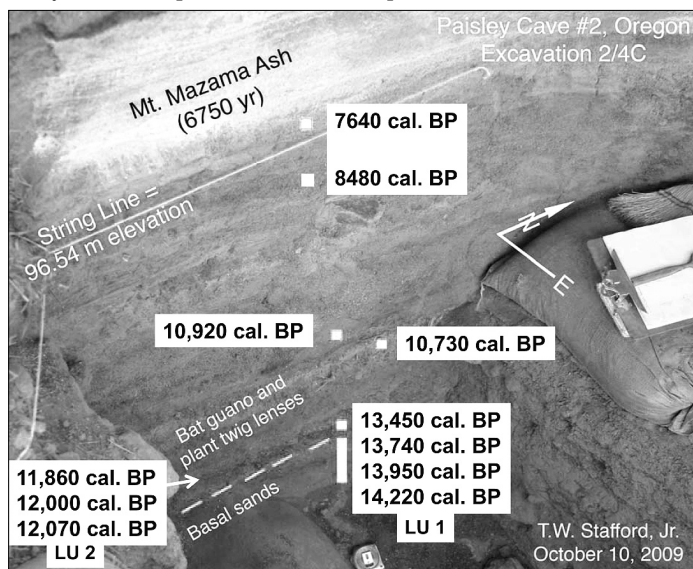 Paisley Cave #2, Oregon
Excavation 2/4C
Mt. Mazama Ash
(6750 yr)
7640 cal. BP
8480 cal. BP
String Line =
96.54 m elevation
N
E
10,920 cal. BP
10,730 cal. BP
Bat guano and
plant twig lenses
13,450 cal. BP
13,740 cal. BP
13,950 cal. BP
14,220 cal. BP
LU 1
11,860 cal. BP
12,000 cal. BP
12,070 cal. BP
LU 2
Basal sands
T.W. Stafford, Jr.
October 10, 2009